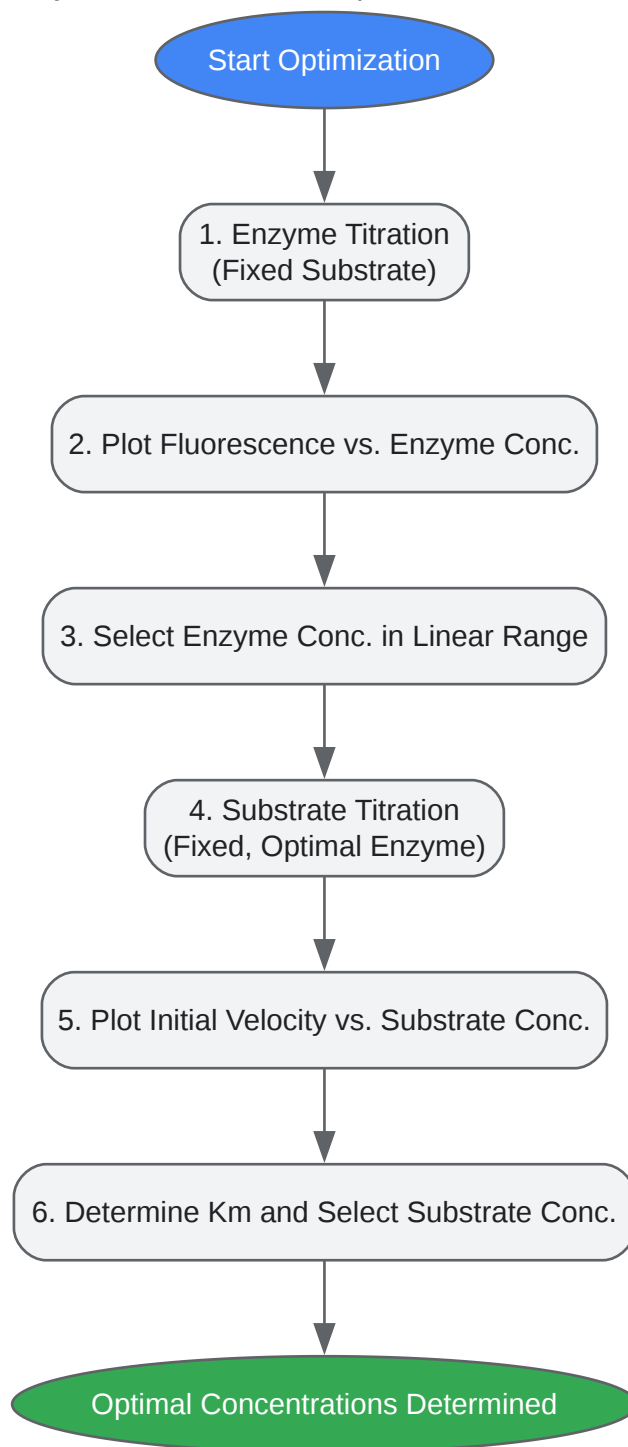 Start Optimization
1. Enzyme Titration
(Fixed Substrate)
2. Plot Fluorescence vs. Enzyme Conc.
3. Select Enzyme Conc. in Linear Range
4. Substrate Titration
(Fixed, Optimal Enzyme)
5. Plot Initial Velocity vs. Substrate Conc.
6. Determine Km and Select Substrate Conc.
Optimal Concentrations Determined